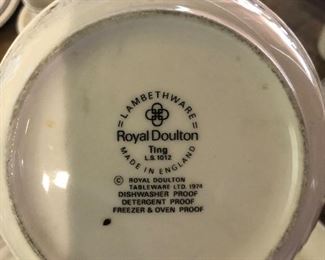 = LAMBETHWARE =
Royal Doulton
Ting
L.S. 1012
MADE IN ENGLAND
© ROYAL DOULTON
TABLEWARE LTD. 1974
DISHWASHER PROOF
DETERGENT PROOF
FREEZER & OVEN PROOF